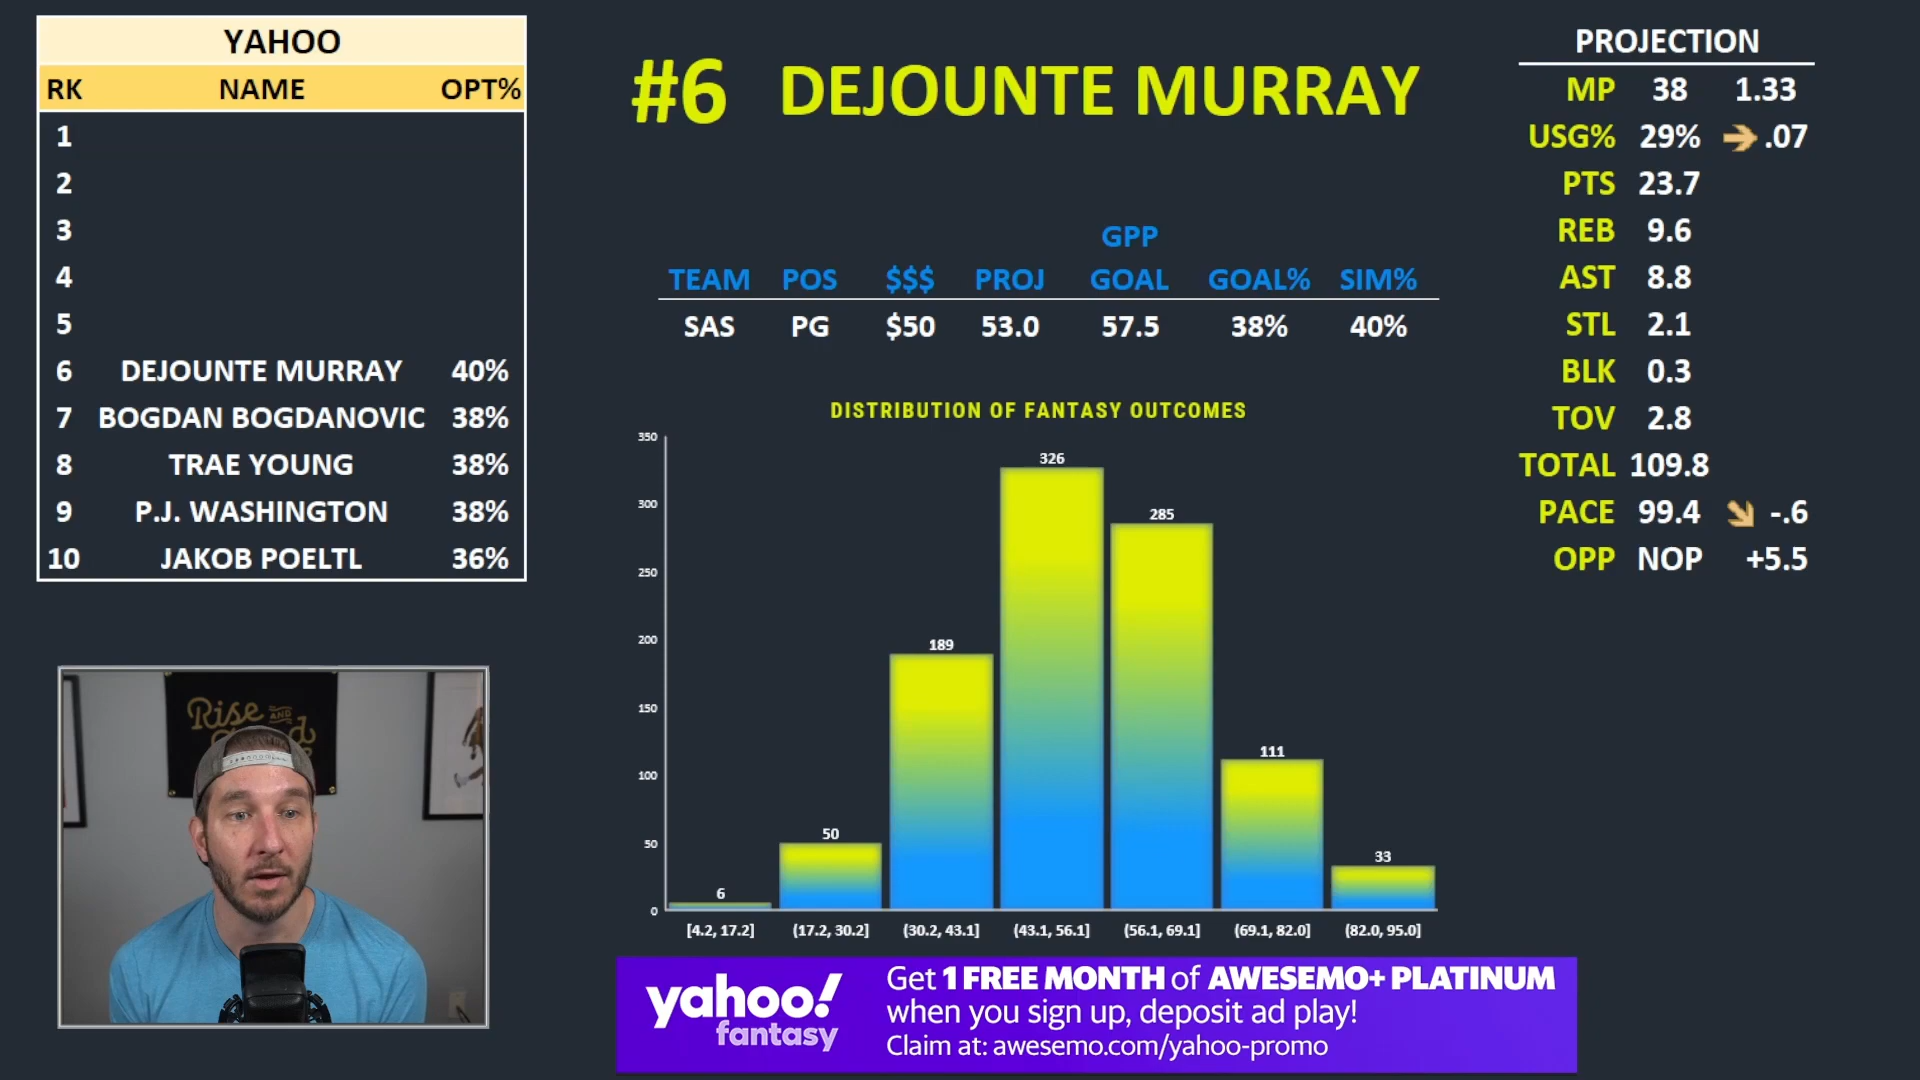 YAHOO
RK NAME OPT%
1
2
3
4
5
6 DEJOUNTE MURRAY 40%
7 BOGDAN BOGDANOVIC 38%
8 TRAE YOUNG 38%
9 P.J. WASHINGTON 38%
10 JAKOB POELTL 36%
#6 DEJOUNTE MURRAY
GPP
TEAM POS $$$ PROJ GOAL GOAL% SIM%
SAS PG $50 53.0 57.5 38% 40%
DISTRIBUTION OF FANTASY OUTCOMES
350
300
250
200
150
100
50
0
6
50
189
326
285
111
33
[4.2, 17.2] (17.2, 30.2] (30.2, 43.1] (43.1, 56.1] (56.1, 69.1] (69.1, 82.0] (82.0, 95.0]
PROJECTION
MP 38 1.33
USG% 29% .07
PTS 23.7
REB 9.6
AST 8.8
STL 2.1
BLK 0.3
TOV 2.8
TOTAL 109.8
PACE 99.4 -.6
OPP NOP +5.5
Rise AND
yahoo!
fantasy
Get 1 FREE MONTH of AWESEMO+ PLATINUM
when you sign up, deposit ad play!
Claim at: awesemo.com/yahoo-promo